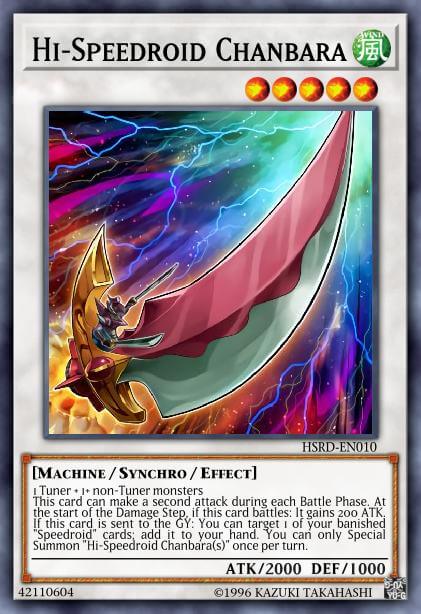 Hi-Speedroid Chanbara
WIND
風
HSRD-EN010
[Machine / Synchro / Effect]
1 Tuner + 1+ non-Tuner monsters
This card can make a second attack during each Battle Phase. At
the start of the Damage Step, if this card battles: It gains 200 ATK.
If this card is sent to the GY: You can target 1 of your banished
"Speedroid" cards; add it to your hand. You can only Special
Summon "Hi-Speedroid Chanbara(s)" once per turn.
ATK/2000 DEF/1000
42110604 ©1996 KAZUKI TAKAHASHI